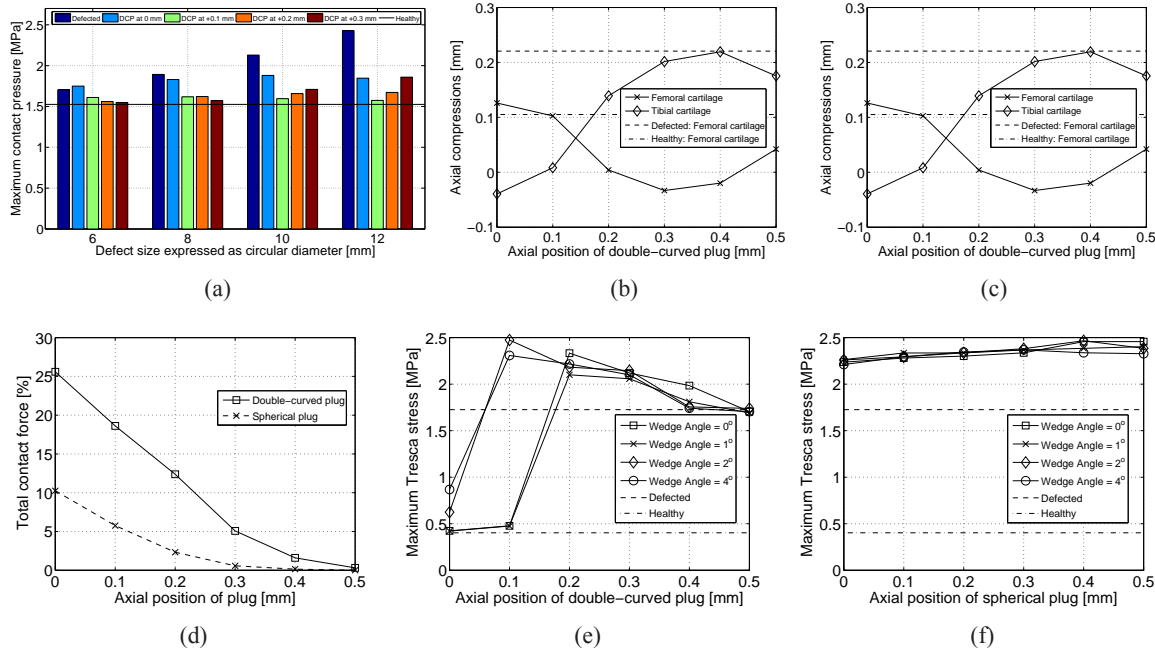 Defected DCP at 0 mm DCP at +0.1 mm DCP at +0.2 mm DCP at +0.3 mm Healthy
Maximum contact pressure [MPa]
2.5
2
1.5
1
0.5
0
6 8 10 12
Defect size expressed as circular diameter [mm]
(a)
Axial compressions [mm]
0.3
0.2
0.1
0
−0.1
Femoral cartilage
Tibial cartilage
Defected: Femoral cartilage
Healthy: Femoral cartilage
0 0.1 0.2 0.3 0.4 0.5
Axial position of double−curved plug [mm]
(b)
Axial compressions [mm]
0.3
0.2
0.1
0
−0.1
Femoral cartilage
Tibial cartilage
Defected: Femoral cartilage
Healthy: Femoral cartilage
0 0.1 0.2 0.3 0.4 0.5
Axial position of double−curved plug [mm]
(c)
Total contact force [%]
30
25
20
15
10
5
0
Double−curved plug
Spherical plug
0 0.1 0.2 0.3 0.4 0.5
Axial position of plug [mm]
(d)
Maximum Tresca stress [MPa]
2.5
2
1.5
1
0.5
0
Wedge Angle = 0°
Wedge Angle = 1°
Wedge Angle = 2°
Wedge Angle = 4°
Defected
Healthy
0 0.1 0.2 0.3 0.4 0.5
Axial position of double−curved plug [mm]
(e)
Maximum Tresca stress [MPa]
2.5
2
1.5
1
0.5
0
Wedge Angle = 0°
Wedge Angle = 1°
Wedge Angle = 2°
Wedge Angle = 4°
Defected
Healthy
0 0.1 0.2 0.3 0.4 0.5
Axial position of spherical plug [mm]
(f)